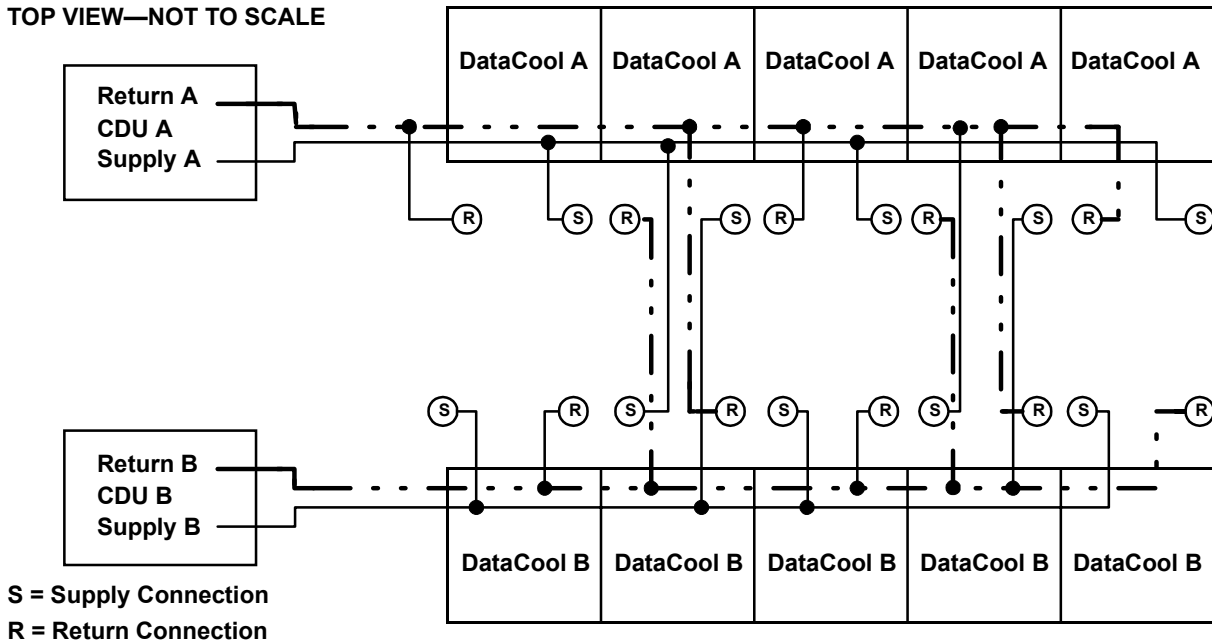 TOP VIEW—NOT TO SCALE
DataCool A DataCool A DataCool A DataCool A DataCool A
Return A
CDU A
Supply A
R S R S R S R S R S
S R S R S R S R S R
Return B
CDU B
Supply B
DataCool B DataCool B DataCool B DataCool B DataCool B
S = Supply Connection
R = Return Connection